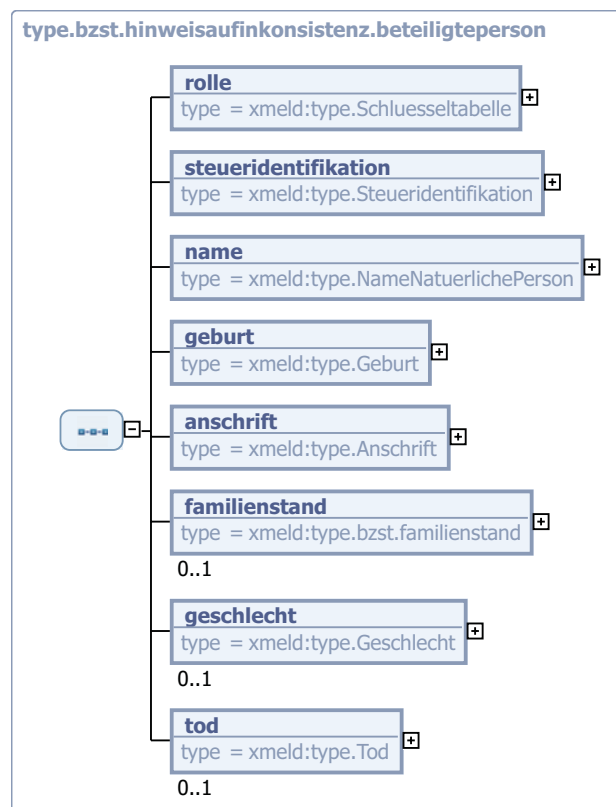 type.bzst.hinweisaufinkonsistenz.beteiligteperson
rolle
type = xmeld:type.Schluesseltabelle
steueridentifikation
type = xmeld:type.Steueridentifikation
name
type = xmeld:type.NameNatuerlichePerson
geburt
type = xmeld:type.Geburt
anschrift
type = xmeld:type.Anschrift
familienstand
type = xmeld:type.bzst.familienstand
0..1
geschlecht
type = xmeld:type.Geschlecht
0..1
tod
type = xmeld:type.Tod
0..1